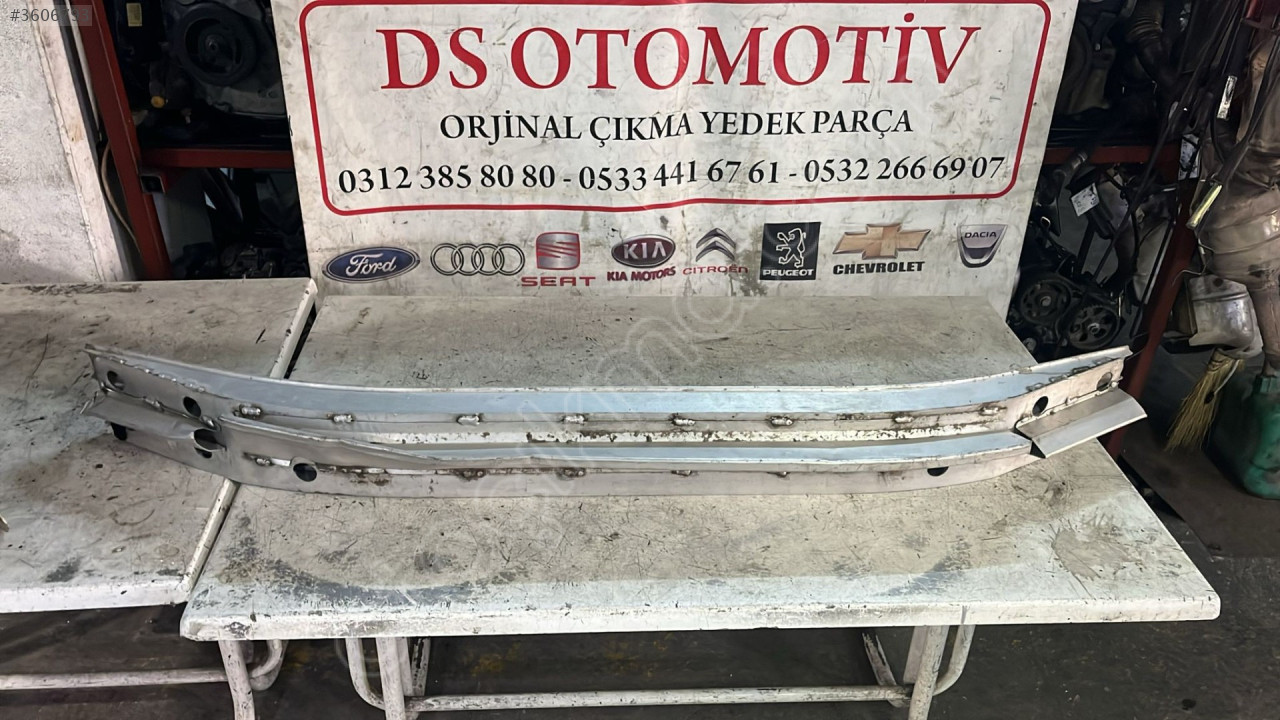 DS OTOMOTİV
ORJİNAL ÇIKMA YEDEK PARÇA
0312 385 80 80 - 0533 441 67 61 - 0532 266 69 07
Ford
SEAT
KIA
KIA MOTORS
CITROËN
PEUGEOT
CHEVROLET
DACIA